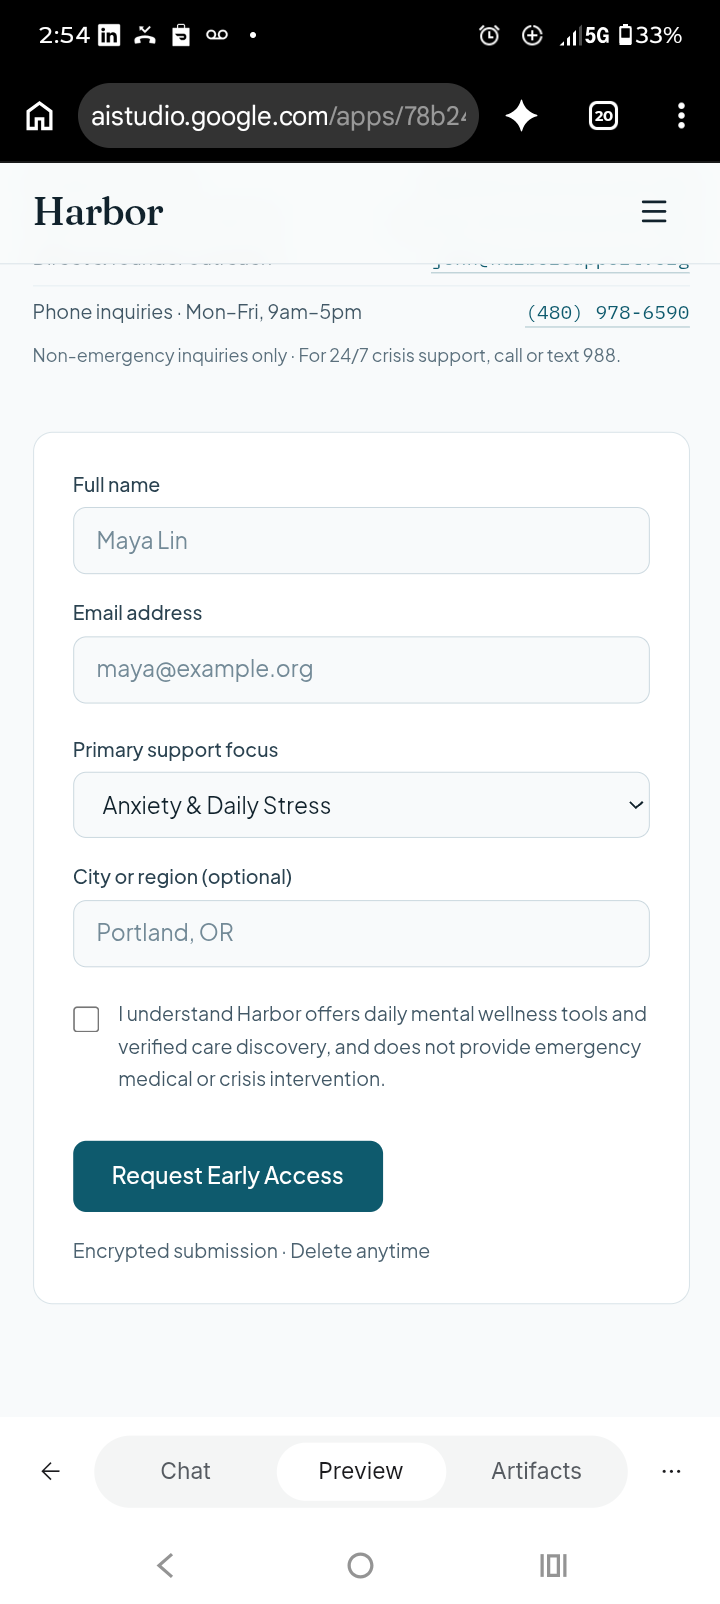 2:54
5G 33%
aistudio.google.com/apps/78b24
20
Harbor
Phone inquiries · Mon–Fri, 9am–5pm
(480) 978-6590
Non-emergency inquiries only · For 24/7 crisis support, call or text 988.
Full name
Maya Lin
Email address
maya@example.org
Primary support focus
Anxiety & Daily Stress
City or region (optional)
Portland, OR
I understand Harbor offers daily mental wellness tools and
verified care discovery, and does not provide emergency
medical or crisis intervention.
Request Early Access
Encrypted submission · Delete anytime
Chat
Preview
Artifacts